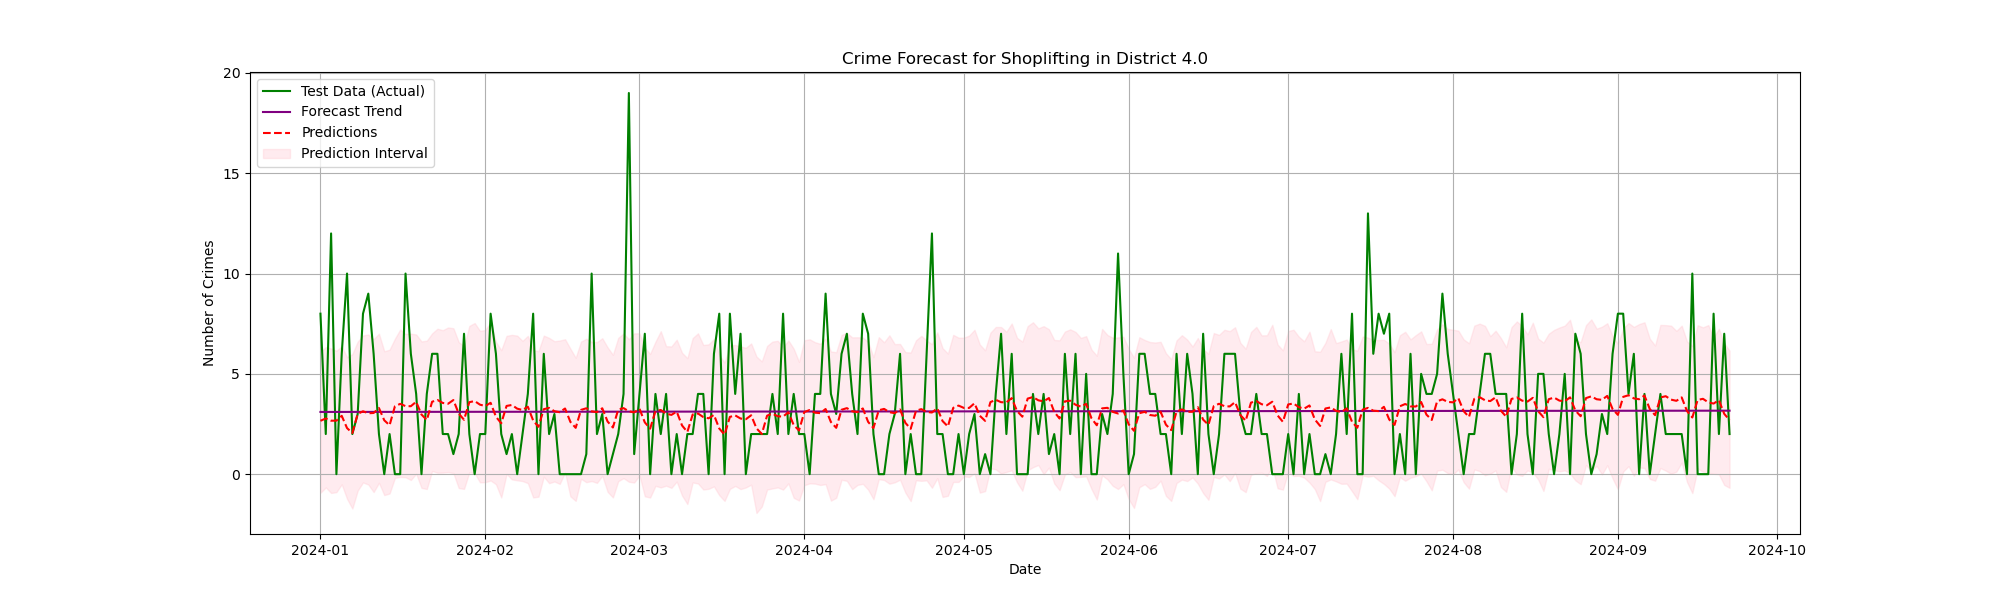 Crime Forecast for Shoplifting in District 4.0
Test Data (Actual)
Forecast Trend
Predictions
Prediction Interval
Number of Crimes
20
15
10
5
0
2024-01
2024-02
2024-03
2024-04
2024-05
2024-06
2024-07
2024-08
2024-09
2024-10
Date